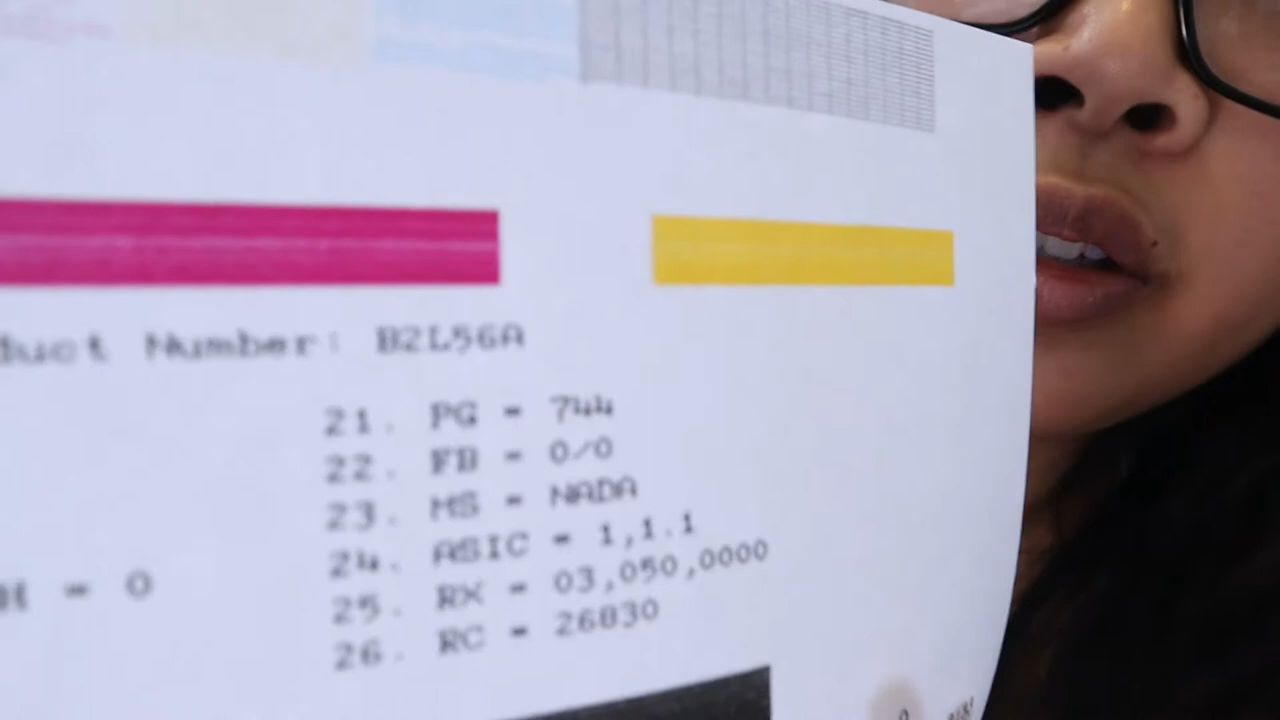 duct Number: B2L56A
21. PG = 744
22. FB = 0/0
23. MS = NADA
24. ASIC = 1,1.1
H = 0
25. RX = 03,050,0000
26. RC = 26830